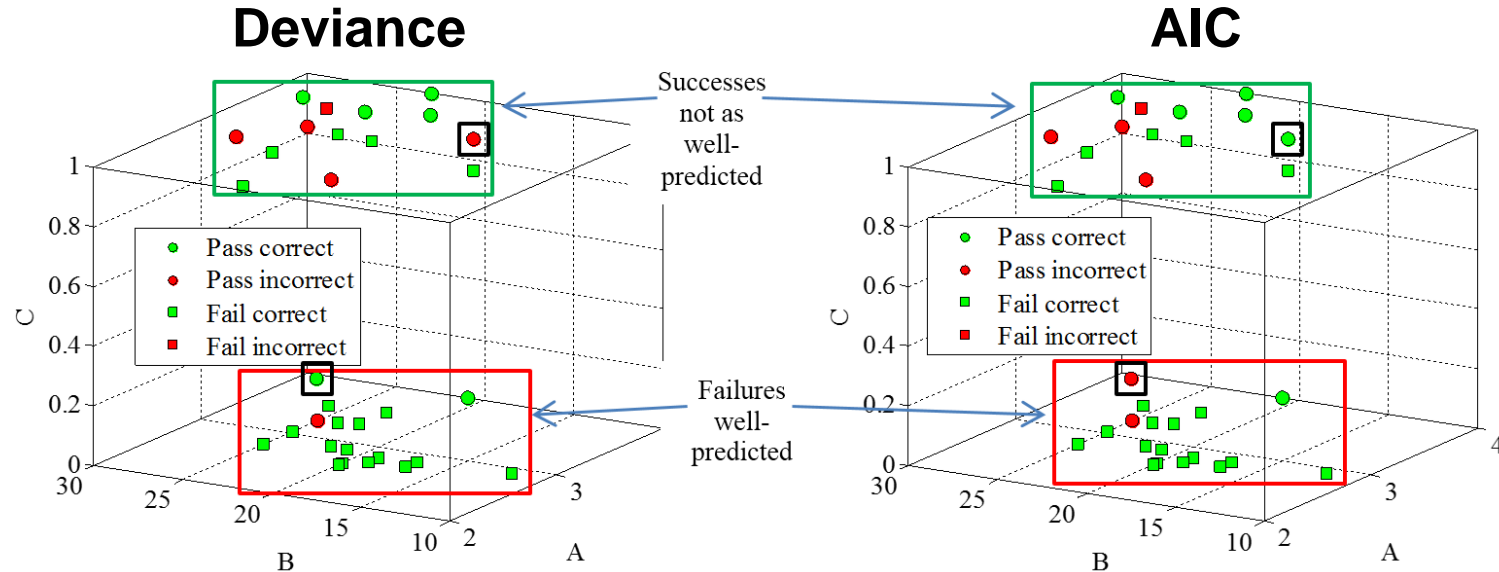 Deviance
AIC
Successes
not as
well-
predicted
Failures
well-
predicted
1
0.8
0.6
0.4
0.2
0
C
30
25
20
15
10
B
2
3
A
Pass correct
Pass incorrect
Fail correct
Fail incorrect
1
0.8
0.6
0.4
0.2
0
C
30
25
20
15
10
B
2
3
4
A
Pass correct
Pass incorrect
Fail correct
Fail incorrect